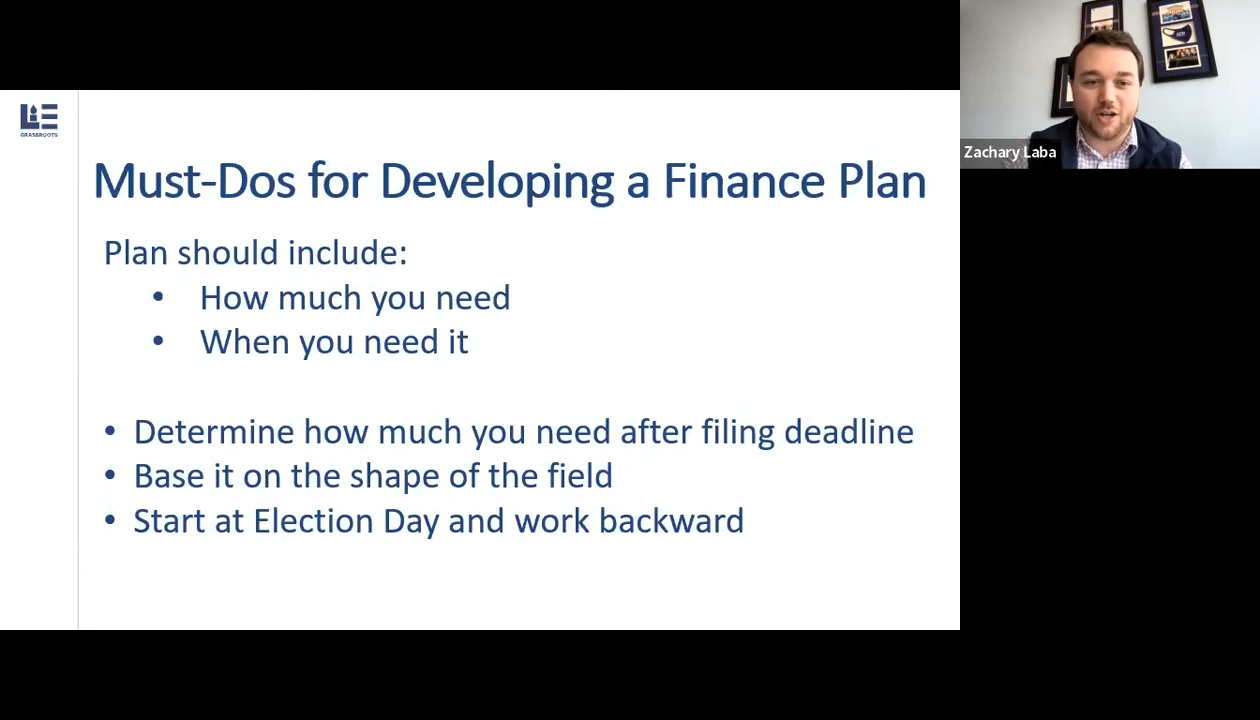 LEE
GRASSROOTS
Must-Dos for Developing a Finance Plan
Plan should include:
• How much you need
• When you need it
• Determine how much you need after filing deadline
• Base it on the shape of the field
• Start at Election Day and work backward
Zachary Laba